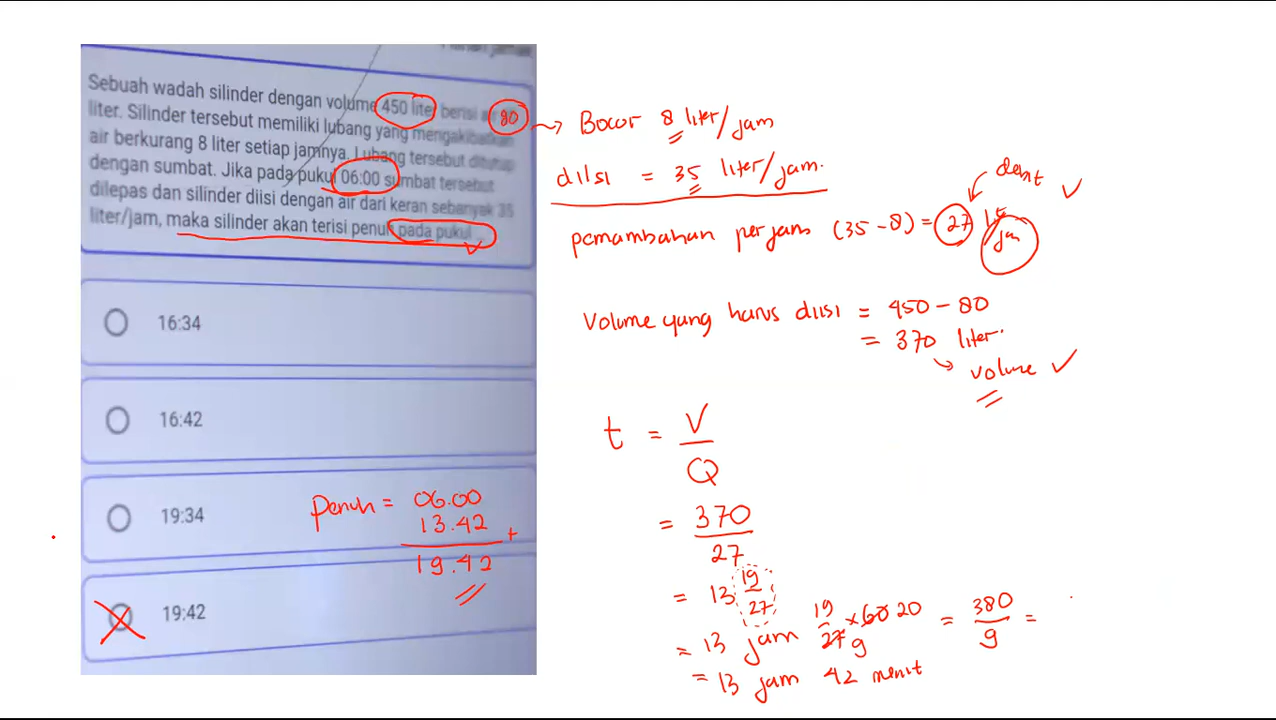 Sebuah wadah silinder dengan volume 450 liter berisi air 80
liter. Silinder tersebut memiliki lubang yang mengakibatkan
air berkurang 8 liter setiap jamnya. Lubang tersebut ditutup
dengan sumbat. Jika pada pukul 06:00 sumbat tersebut
dilepas dan silinder diisi dengan air dari keran sebanyak 35
liter/jam, maka silinder akan terisi penuh pada pukul
16:34
16:42
19:34
19:42
Penuh = 06.00
13.42 +
19.42
→ Bocor 8 liter/jam
diIsi = 35 liter/jam.
debit ✓
penambahan perjam (35 - 8) = 27 lt/jam
Volume yang harus diisi = 450 - 80
= 370 liter.
volume ✓
t = V/Q
= 370/27
= 13 19/27
= 13 jam 19/27 x 60 20 = 380/9 =
9
= 13 jam 42 menit